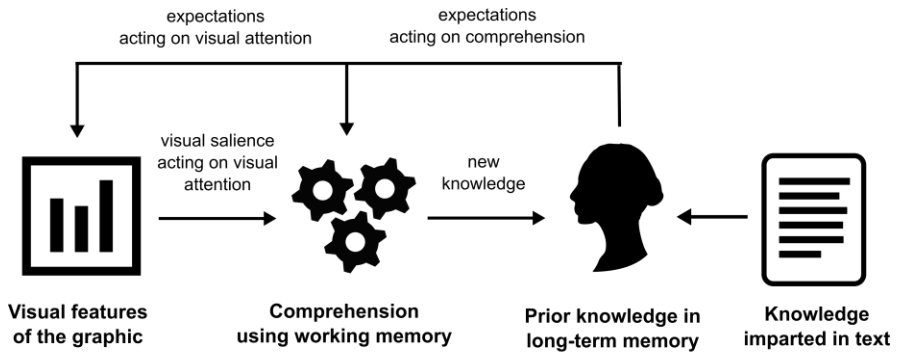 expectations
acting on visual attention
expectations
acting on comprehension
visual salience
acting on visual
attention
new
knowledge
Visual features
of the graphic
Comprehension
using working memory
Prior knowledge in
long-term memory
Knowledge
imparted in text